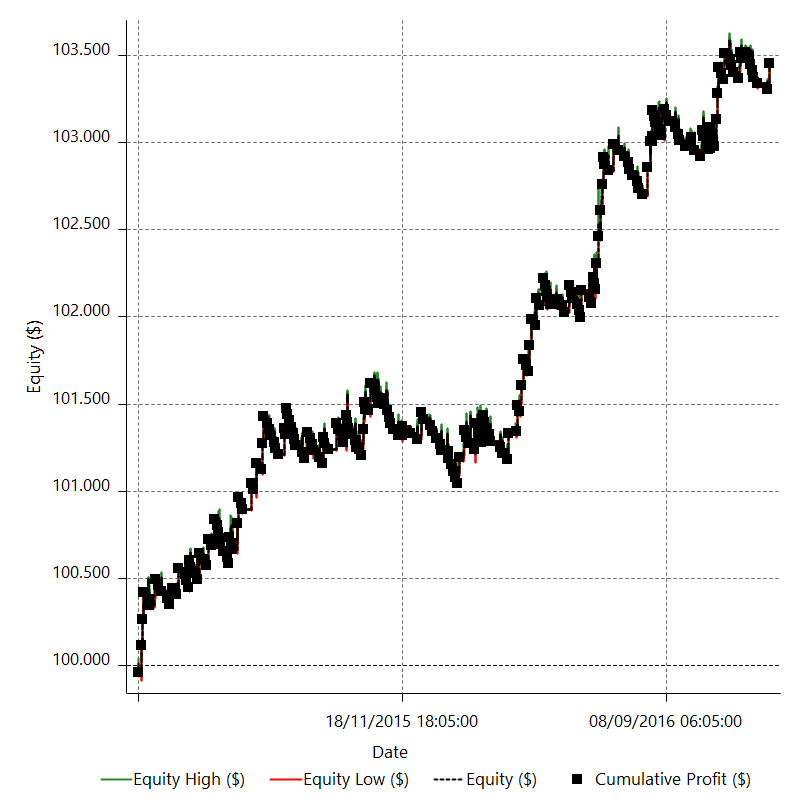 103.500
103.000
102.500
102.000
101.500
101.000
100.500
100.000
Equity ($)
18/11/2015 18:05:00 08/09/2016 06:05:00
Date
Equity High ($) Equity Low ($) Equity ($) Cumulative Profit ($)